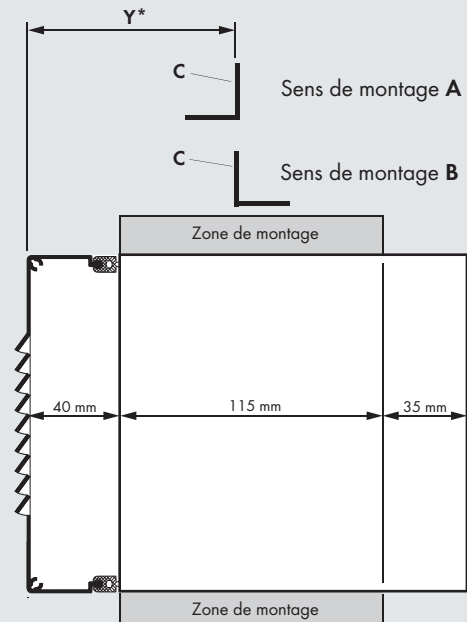 Y*
C
Sens de montage A
C
Sens de montage B
Zone de montage
40 mm
115 mm
35 mm
Zone de montage